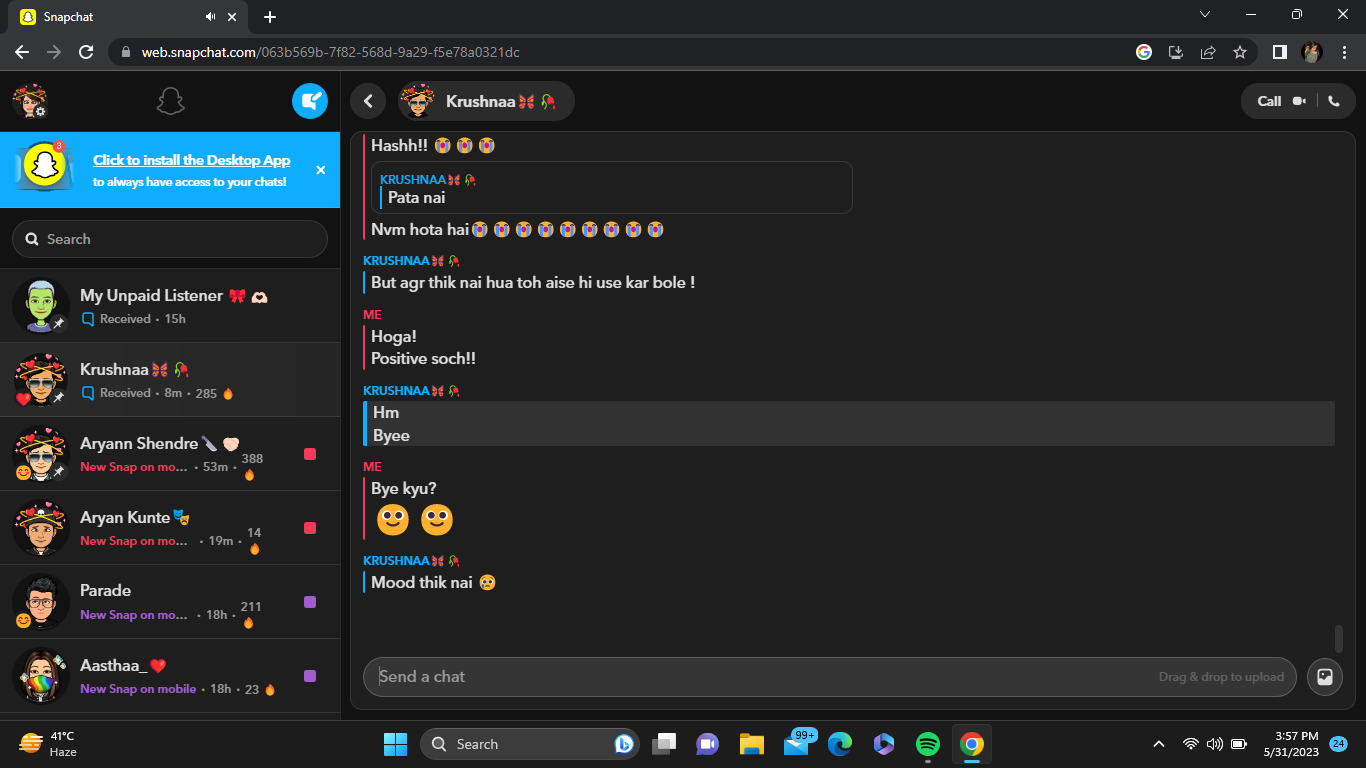 Snapchat
web.snapchat.com/063b569b-7f82-568d-9a29-f5e78a0321dc
3
Click to install the Desktop App
to always have access to your chats!
Search
My Unpaid Listener 🎀 🫶🏻
Received · 15h
Krushnaa🦋 🥀
Received · 8m · 285 🔥
Aryann Shendre🔪
New Snap on mo... · 53m · 388 🔥
Aryan Kunte🎭
New Snap on mo... · 19m · 14 🔥
Parade
New Snap on mo... · 18h · 211 🔥
Aasthaa_❤️
New Snap on mobile · 18h · 23 🔥
Krushnaa🦋 🥀
Call
Hashh!! 😭 😭 😭
KRUSHNAA🦋 🥀
Pata nai
Nvm hota hai😭 😭 😭 😭 😭 😭 😭 😭 😭
KRUSHNAA🦋 🥀
But agr thik nai hua toh aise hi use kar bole !
ME
Hoga!
Positive soch!!
KRUSHNAA🦋 🥀
Hm
Byee
ME
Bye kyu?
KRUSHNAA🦋 🥀
Mood thik nai 😢
Send a chat
Drag & drop to upload
41°C
Haze
Search
99+
3:57 PM
5/31/2023
24